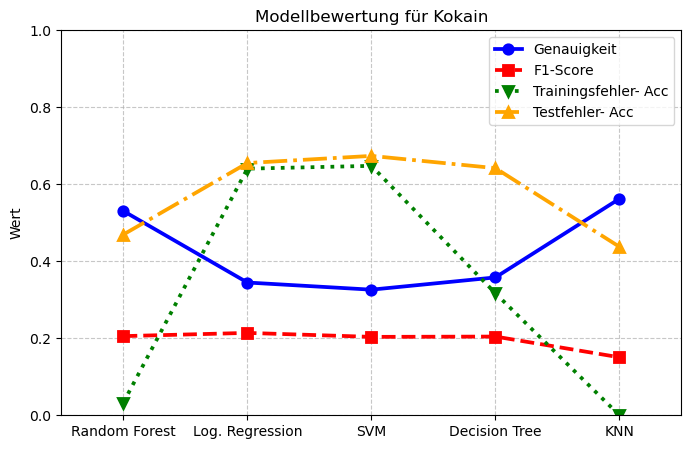 Modellbewertung für Kokain
1.0
0.8
0.6
0.4
0.2
0.0
Wert
Genauigkeit
F1-Score
Trainingsfehler- Acc
Testfehler- Acc
Random Forest
Log. Regression
SVM
Decision Tree
KNN